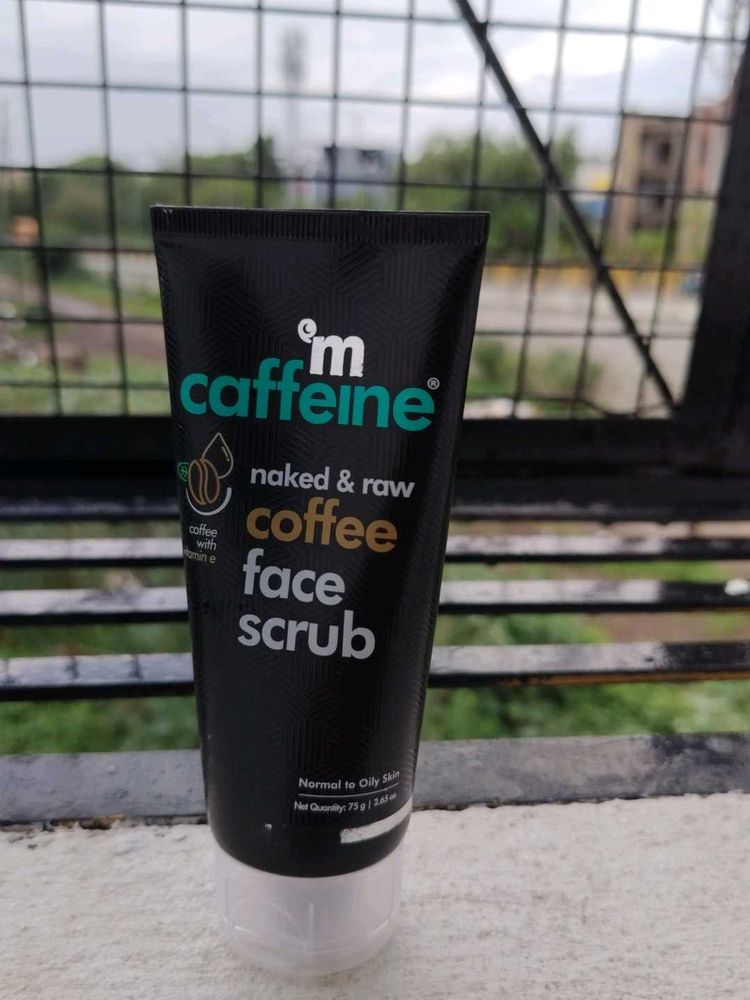 'm
caffeine®
naked & raw
coffee
face
scrub
coffee
with
vitamin e
Normal to Oily Skin
Net Quantity: 75 g | 2.65 oz.